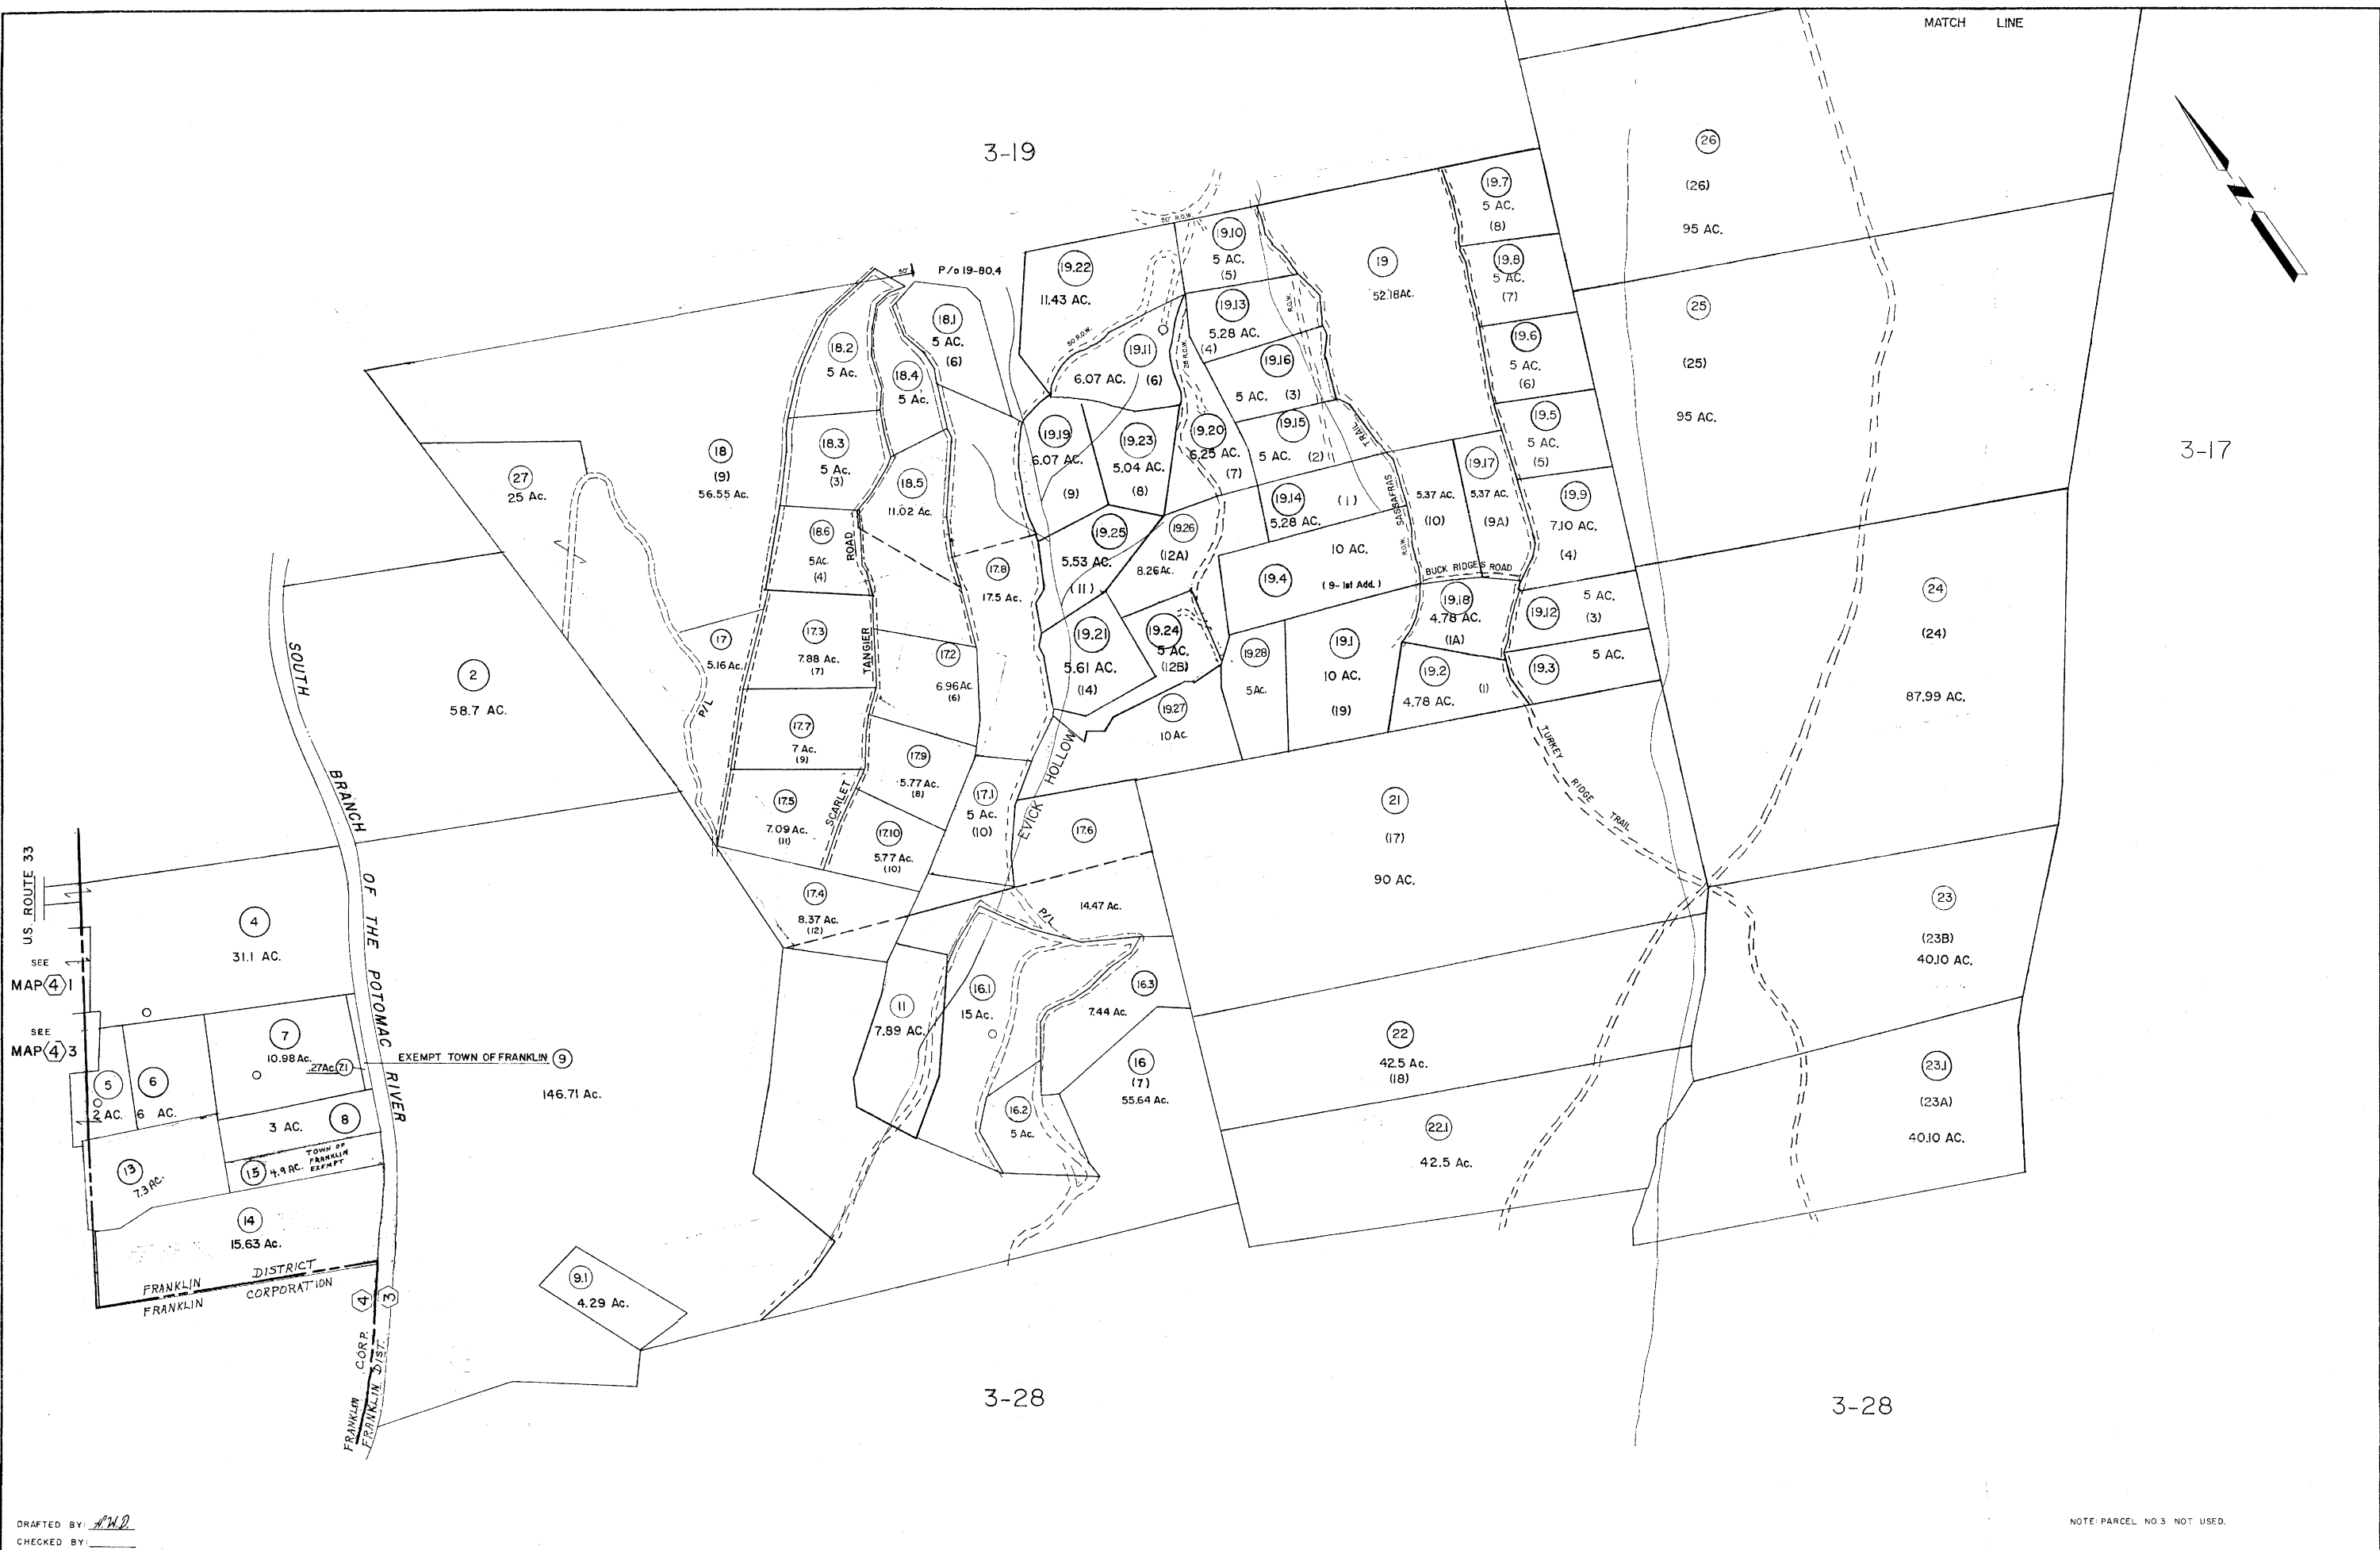 MATCH LINE
3-19
26
(26)
95 AC.
19.7
5 AC.
(8)
50' R.O.W.
19.10
5 AC.
(5)
19
52.18 Ac.
19.8
5 AC.
(7)
50'
P/o 19-80.4
19.22
11.43 AC.
19.13
5.28 AC.
(4)
R.O.W.
25
(25)
95 AC.
18.1
5 AC.
(6)
18.2
5 Ac.
50 R.O.W.
19.11
6.07 AC. (6)
25 R.O.W.
19.16
5 AC. (3)
19.6
5 AC.
(6)
18.4
5 Ac.
19.5
5 AC.
(5)
3-17
18
(9)
56.55 Ac.
18.3
5 Ac.
(3)
19.19
6.07 AC.
(9)
19.23
5.04 AC.
(8)
19.20
6.25 AC.
(7)
19.15
5 AC. (2)
TRAIL
19.17
5.37 AC.
(9A)
5.37 AC.
(10)
27
25 Ac.
18.5
11.02 Ac.
19.14
(1)
5.28 AC.
SASSAFRAS
R.O.W.
19.9
7.10 AC.
(4)
18.6
5Ac.
(4)
ROAD
19.25
5.53 AC.
(11)
19.26
(12A)
8.26Ac.
10 AC.
19.4
(9-1st Add.)
BUCK RIDGE'S ROAD
17.8
17.5 Ac.
24
(24)
87.99 AC.
19.18
4.78 AC.
(1A)
19.12
5 AC.
(3)
17
5.16 Ac.
17.3
7.88 Ac.
(7)
TANGIER
17.2
6.96Ac.
(6)
19.21
5.61 AC.
(14)
19.24
5 AC.
(12B)
19.28
5Ac.
19.1
10 AC.
(19)
19.2
(1)
4.78 AC.
19.3
5 AC.
SOUTH
2
58.7 AC.
P/L
17.7
7 Ac.
(9)
19.27
10 Ac.
TURKEY
RIDGE
TRAIL
17.9
5.77 Ac.
(8)
HOLLOW
EVICK
BRANCH
17.5
7.09 Ac.
(11)
SCARLET
17.1
5 Ac.
(10)
17.6
21
(17)
90 AC.
17.10
5.77 Ac.
(10)
U.S. ROUTE 33
OF THE POTOMAC RIVER
17.4
8.37 Ac.
(12)
P/L
14.47 AC.
23
(23B)
40.10 AC.
4
31.1 AC.
SEE
MAP 4 1
SEE
MAP 4 3
11
7.89 AC.
16.1
15 Ac.
16.3
7.44 Ac.
7
10.98 Ac.
.27Ac. 7.1
EXEMPT TOWN OF FRANKLIN 9
146.71 Ac.
22
42.5 Ac.
(18)
16
(7)
55.64 Ac.
23.1
(23A)
40.10 AC.
5
2 AC.
6
6 AC.
3 AC. 8
16.2
5 Ac.
22.1
42.5 Ac.
TOWN OF
FRANKLIN
EXEMPT
15 4.9 AC.
13
7.3 AC.
14
15.63 Ac.
FRANKLIN DISTRICT
FRANKLIN CORPORATION
4 3
9.1
4.29 Ac.
FRANKLIN CORP.
FRANKLIN DIST.
3-28
3-28
DRAFTED BY: H.W.D.
CHECKED BY:
NOTE: PARCEL NO.3 NOT USED.